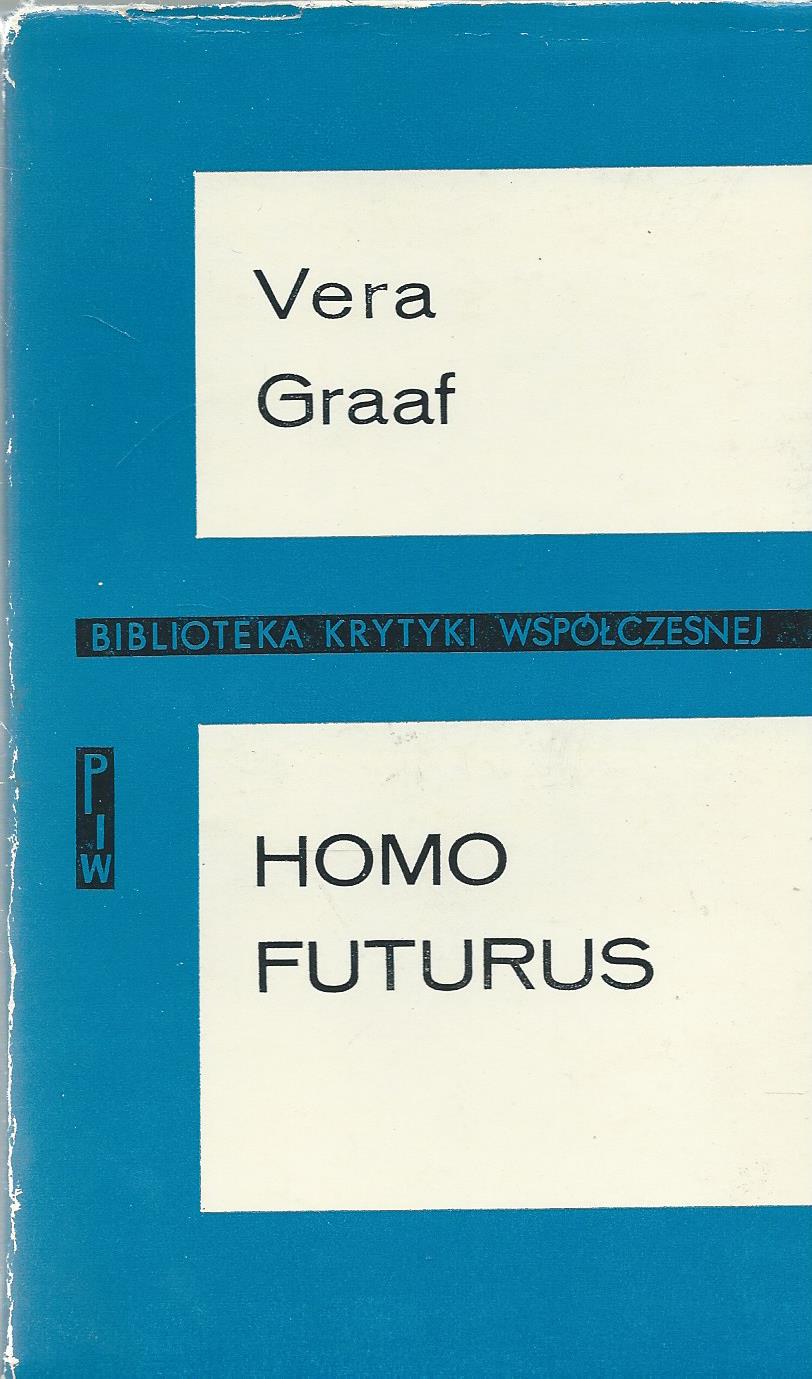 Vera
Graaf
BIBLIOTEKA KRYTYKI WSPÓŁCZESNEJ
PIW
HOMO
FUTURUS